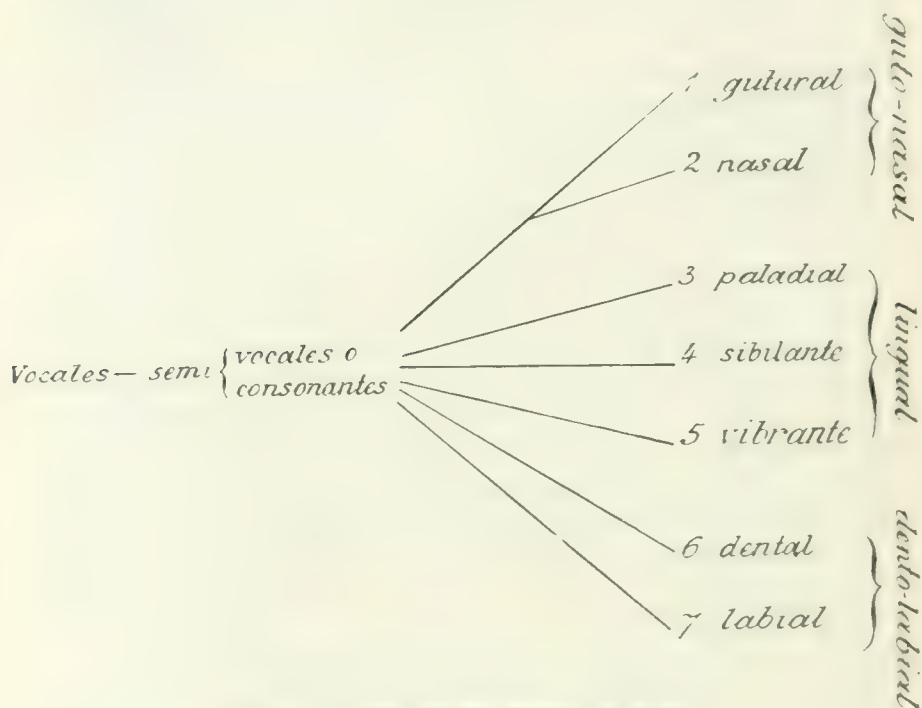 1 gutural
2 nasal
guto-nasal
3 paladial
4 sibilante
5 vibrante
lingual
Vocales — semi { vocales o
consonantes
6 dental
7 labial
dento-labial